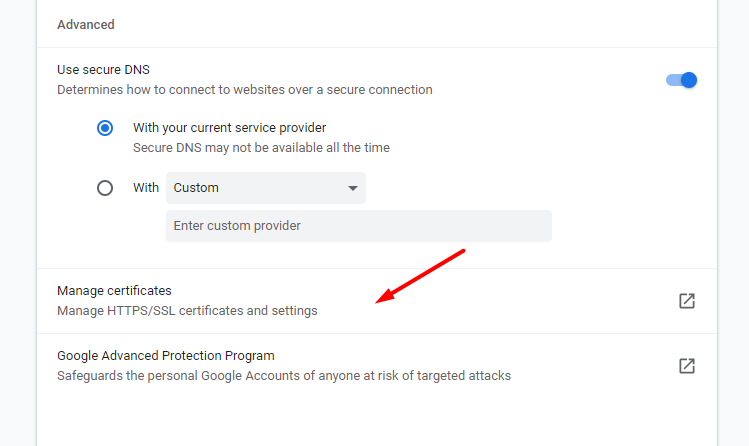 Advanced
Use secure DNS
Determines how to connect to websites over a secure connection
With your current service provider
Secure DNS may not be available all the time
With Custom
Enter custom provider
Manage certificates
Manage HTTPS/SSL certificates and settings
Google Advanced Protection Program
Safeguards the personal Google Accounts of anyone at risk of targeted attacks